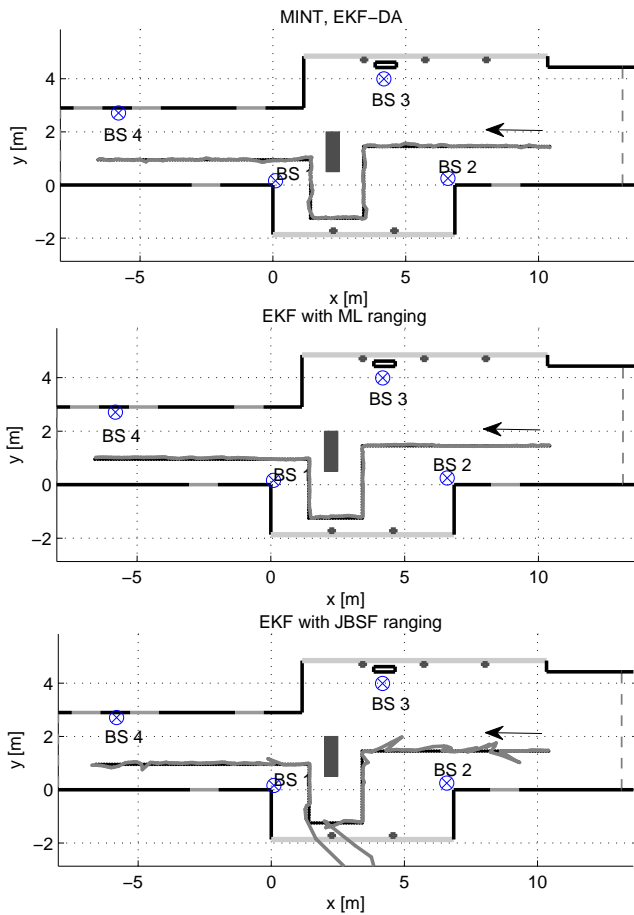 MINT, EKF-DA
4
BS 3
BS 4
2
y [m]
BS 1
BS 2
0
−2
−5
0
5
10
x [m]
EKF with ML ranging
4
BS 3
BS 4
2
y [m]
BS 1
BS 2
0
−2
−5
0
5
10
x [m]
EKF with JBSF ranging
4
BS 3
BS 4
2
y [m]
BS 1
BS 2
0
−2
−5
0
5
10
x [m]